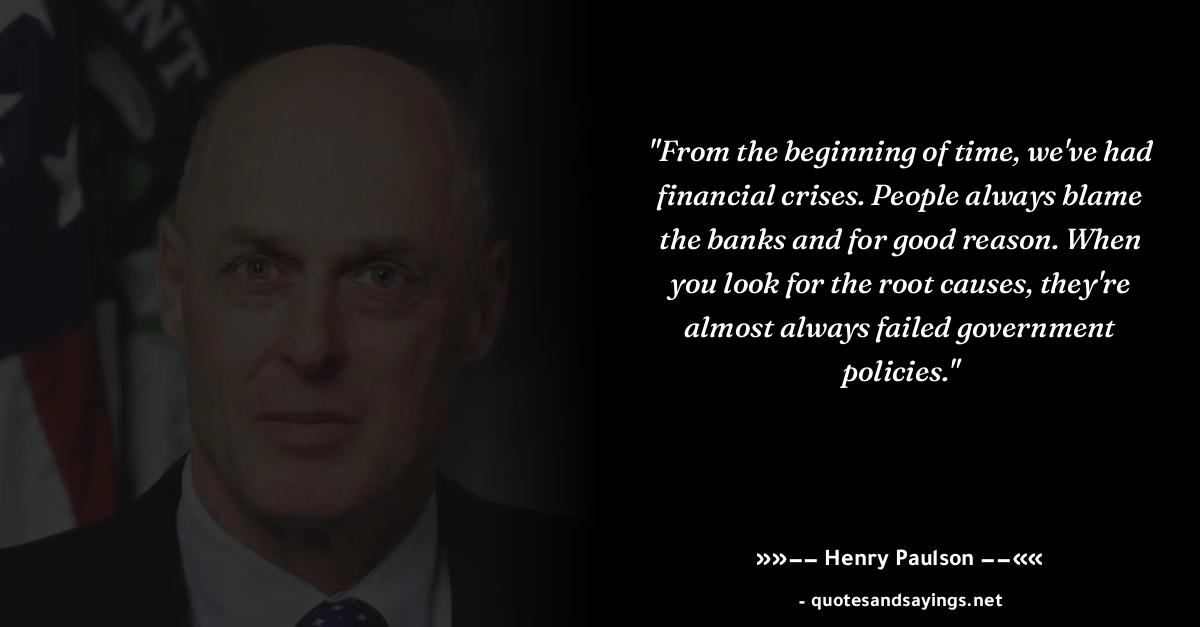 NT
"From the beginning of time, we've had
financial crises. People always blame
the banks and for good reason. When
you look for the root causes, they're
almost always failed government
policies."
»»–– Henry Paulson ––««
- quotesandsayings.net